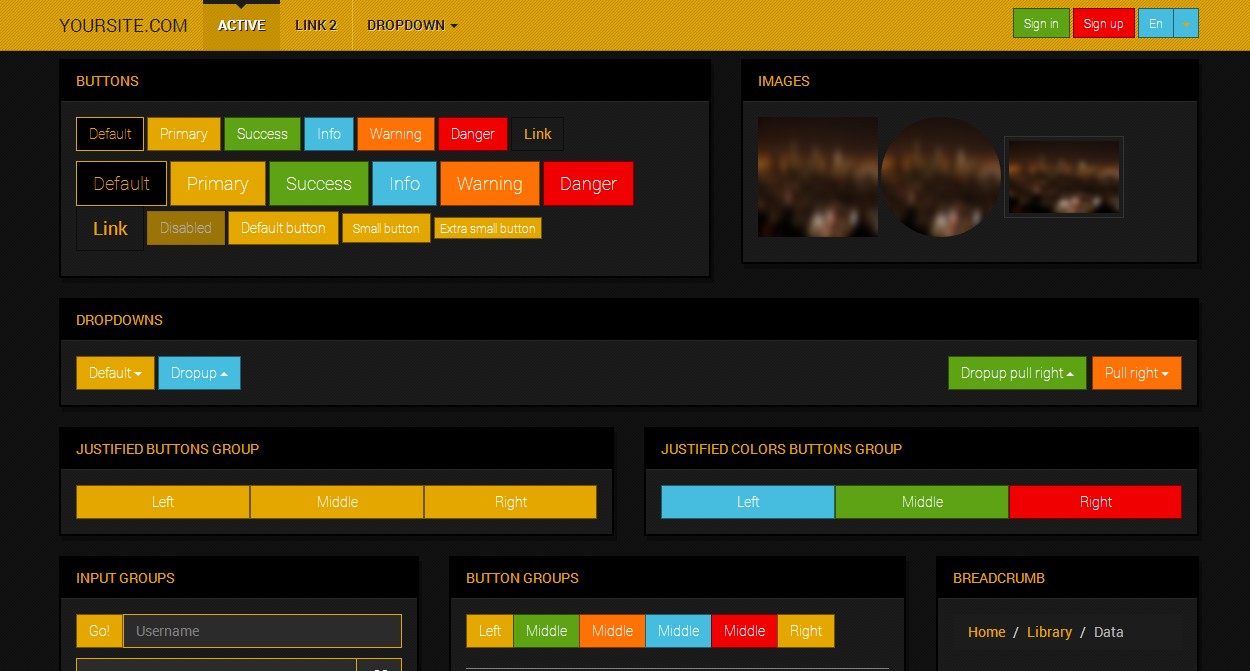 YOURSITE.COM ACTIVE LINK 2 DROPDOWN Sign in Sign up En
BUTTONS
Default Primary Success Info Warning Danger Link
Default Primary Success Info Warning Danger
Link Disabled Default button Small button Extra small button
IMAGES
DROPDOWNS
Default Dropup Dropup pull right Pull right
JUSTIFIED BUTTONS GROUP
Left Middle Right
JUSTIFIED COLORS BUTTONS GROUP
Left Middle Right
INPUT GROUPS
Go! Username
BUTTON GROUPS
Left Middle Middle Middle Middle Right
BREADCRUMB
Home / Library / Data